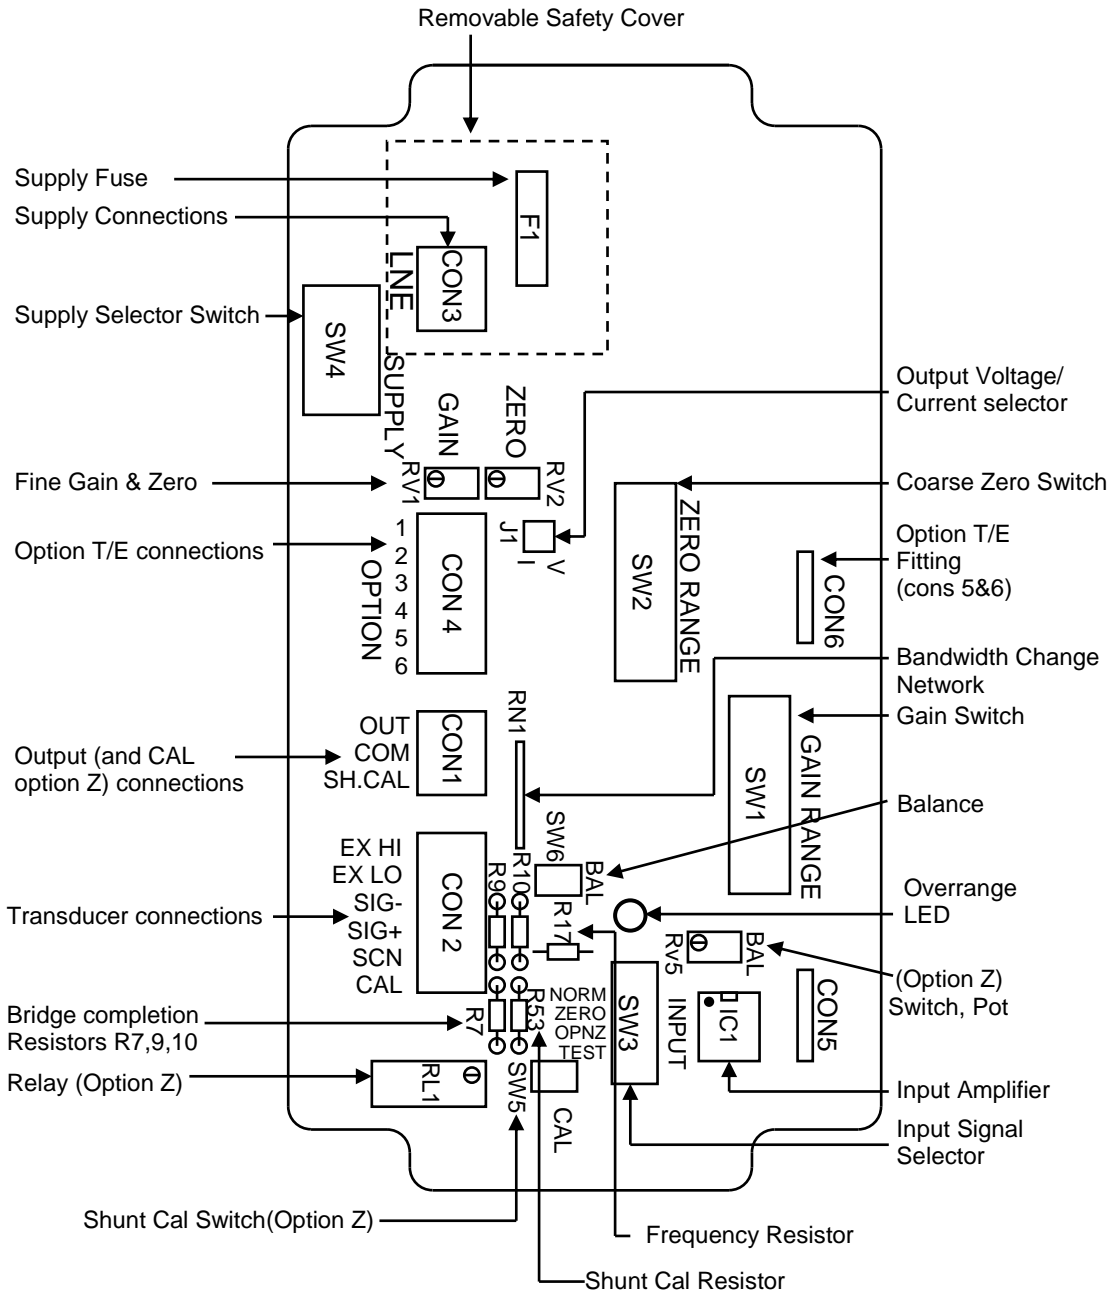 Removable Safety Cover
Supply Fuse
F1
Supply Connections
CON3
LNE
Supply Selector Switch
SW4
SUPPLY
Output Voltage/
Current selector
GAIN
ZERO
Fine Gain & Zero
RV1
RV2
Coarse Zero Switch
ZERO RANGE
SW2
J1
I
V
Option T/E connections
1
2
3
4
5
6
OPTION
CON 4
Option T/E
Fitting
(cons 5&6)
CON6
Bandwidth Change
Network
RN1
Gain Switch
GAIN RANGE
SW1
Output (and CAL
option Z) connections
OUT
COM
SH.CAL
CON1
Balance
SW6
BAL
Transducer connections
EX HI
EX LO
SIG-
SIG+
SCN
CAL
CON 2
R9
R10
R17
Overrange
LED
Rv5
BAL
(Option Z)
Switch, Pot
CON5
Bridge completion
Resistors R7,9,10
R7
R53
NORM
ZERO
OPNZ
TEST
SW3
INPUT
IC1
Relay (Option Z)
RL1
SW5
CAL
Input Amplifier
Input Signal
Selector
Shunt Cal Switch(Option Z)
Frequency Resistor
Shunt Cal Resistor